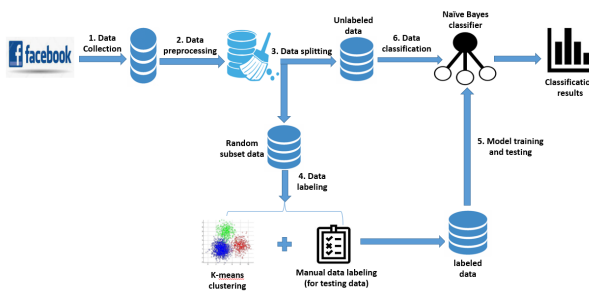 facebook
1. Data
Collection
2. Data
preprocessing
3. Data splitting
Unlabeled
data
6. Data
classification
Naïve Bayes
classifier
Classification
results
Random
subset data
4. Data
labeling
5. Model training
and testing
K-means
clustering
Manual data labeling
(for testing data)
labeled
data